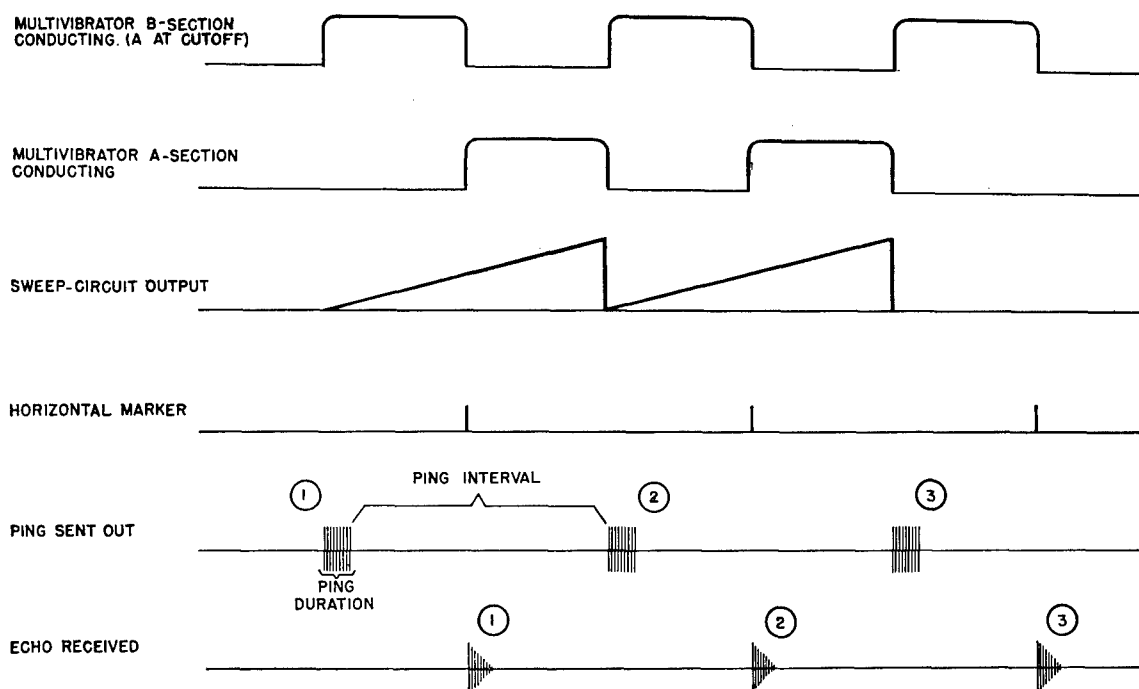 MULTIVIBRATOR B-SECTION
CONDUCTING. (A AT CUTOFF)
MULTIVIBRATOR A-SECTION
CONDUCTING
SWEEP-CIRCUIT OUTPUT
HORIZONTAL MARKER
PING INTERVAL
1
2
3
PING SENT OUT
PING
DURATION
1
2
3
ECHO RECEIVED